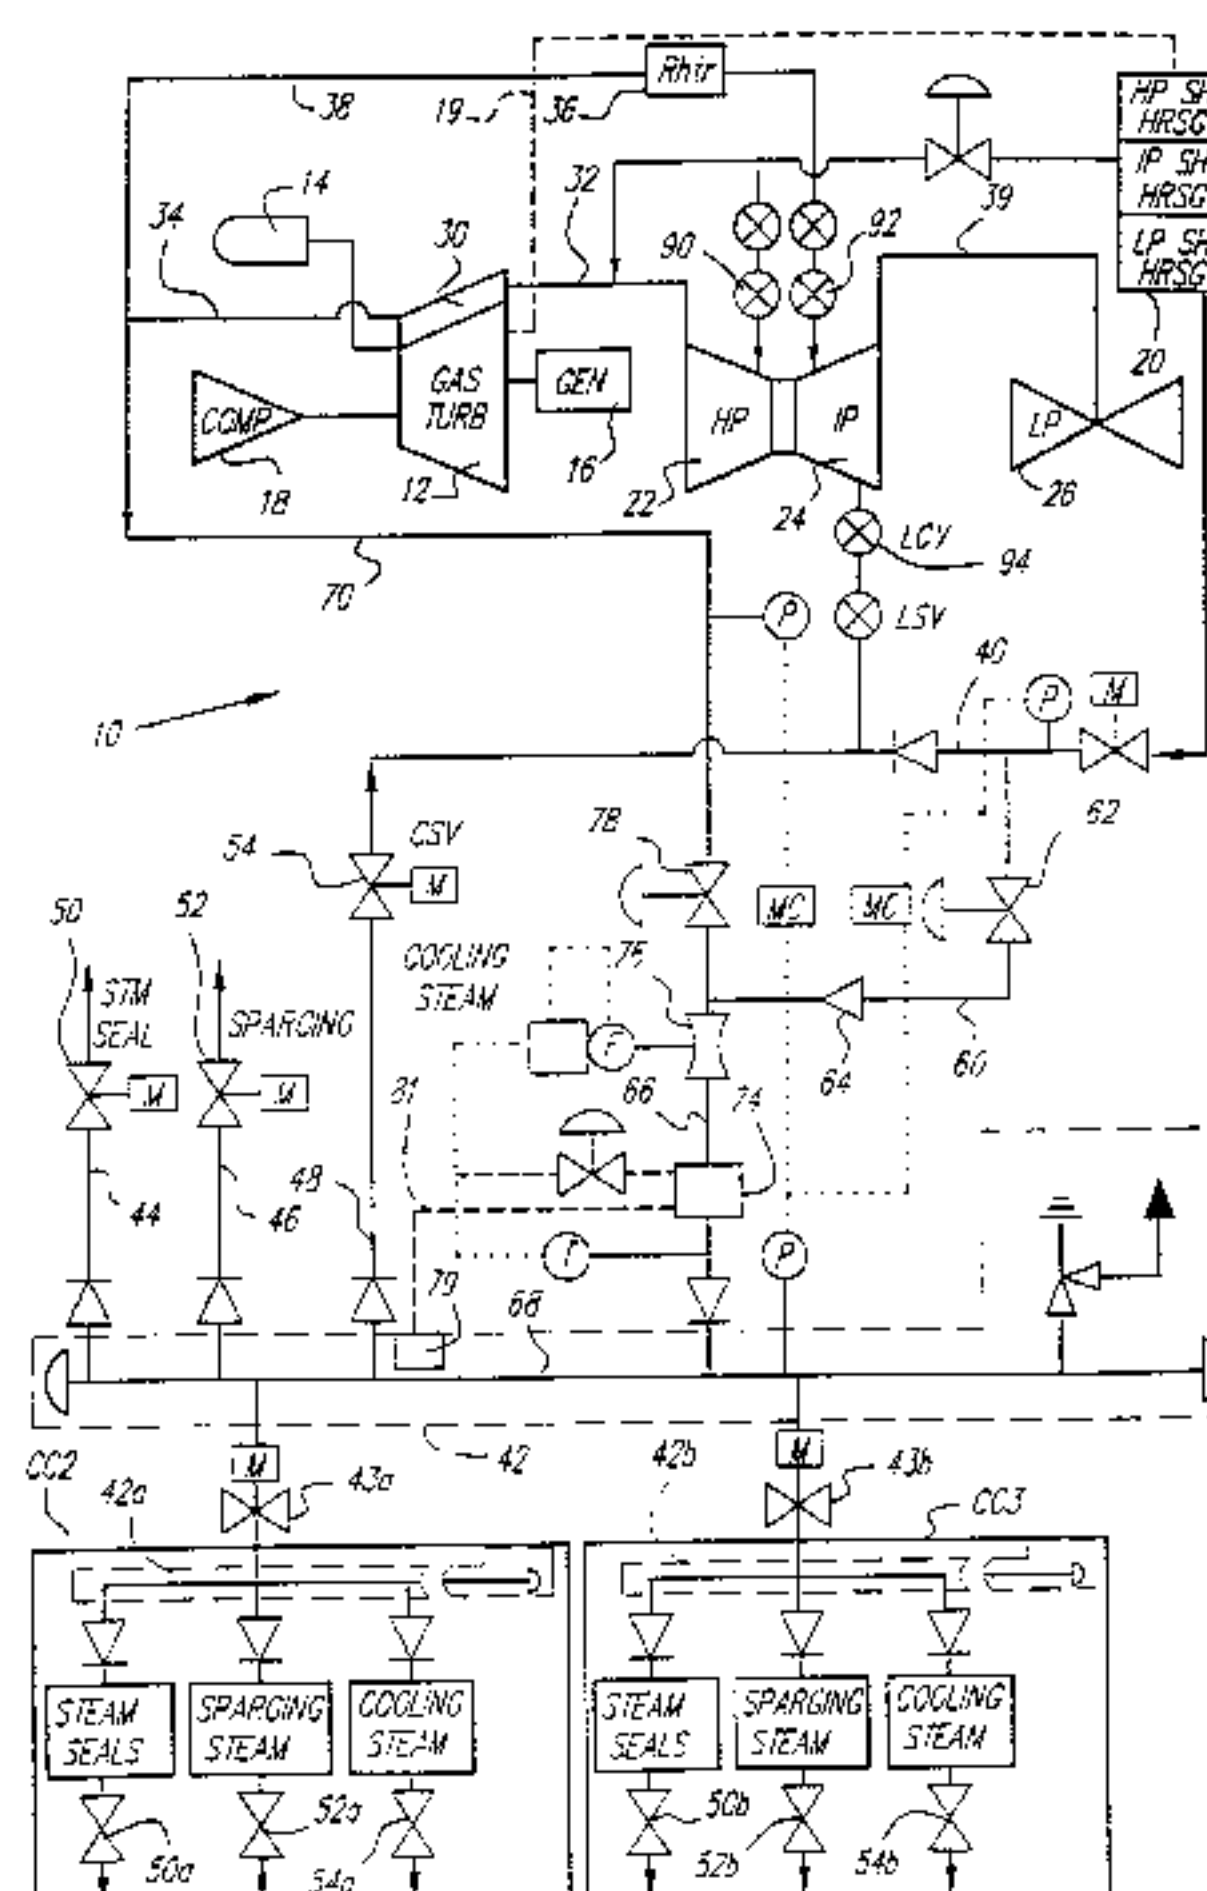 Rhtr
HP SH
HRSG
38
19
36
IP SH
HRSG
14
32
39
34
30
90
92
LP SH
HRSG
20
GAS
TURB
GEN
COMP
HP
IP
LP
18
12
16
22
24
26
LCV
94
70
P
LSV
40
P
M
10
62
78
CSV
54
M
50
52
MC
MC
COOLING
STEAM
76
STM
SEAL
SPARGING
F
64
60
M
M
81
66
74
48
44
46
T
P
79
68
CC2
42
42b
M
M
43a
43b
42a
CC3
STEAM
SEALS
SPARGING
STEAM
COOLING
STEAM
STEAM
SEALS
SPARGING
STEAM
COOLING
STEAM
50a
52a
54a
50b
52b
54b